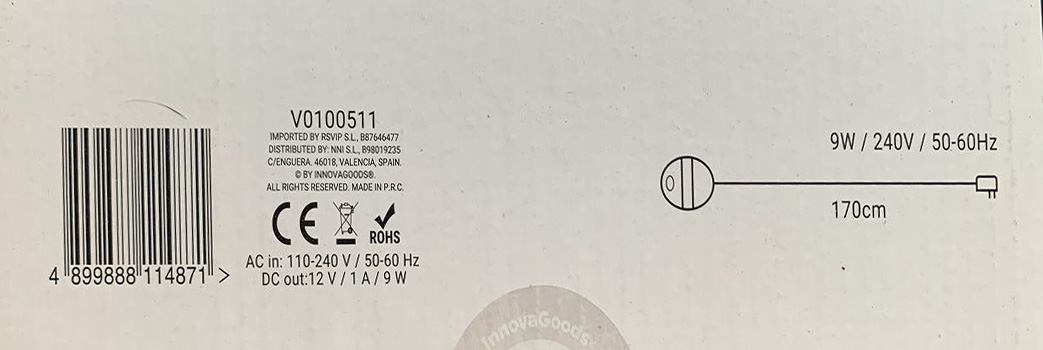 4 899888 114871 >
V0100511
IMPORTED BY RSVIP S.L., B87646477
DISTRIBUTED BY: NNI S.L., B98019235
C/ENGUERA. 46018, VALENCIA, SPAIN.
© BY INNOVAGOODS®.
ALL RIGHTS RESERVED. MADE IN P.R.C.
CE
ROHS
AC in: 110-240 V / 50-60 Hz
DC out:12 V / 1 A / 9 W
9W / 240V / 50-60Hz
170cm
InnovaGoods